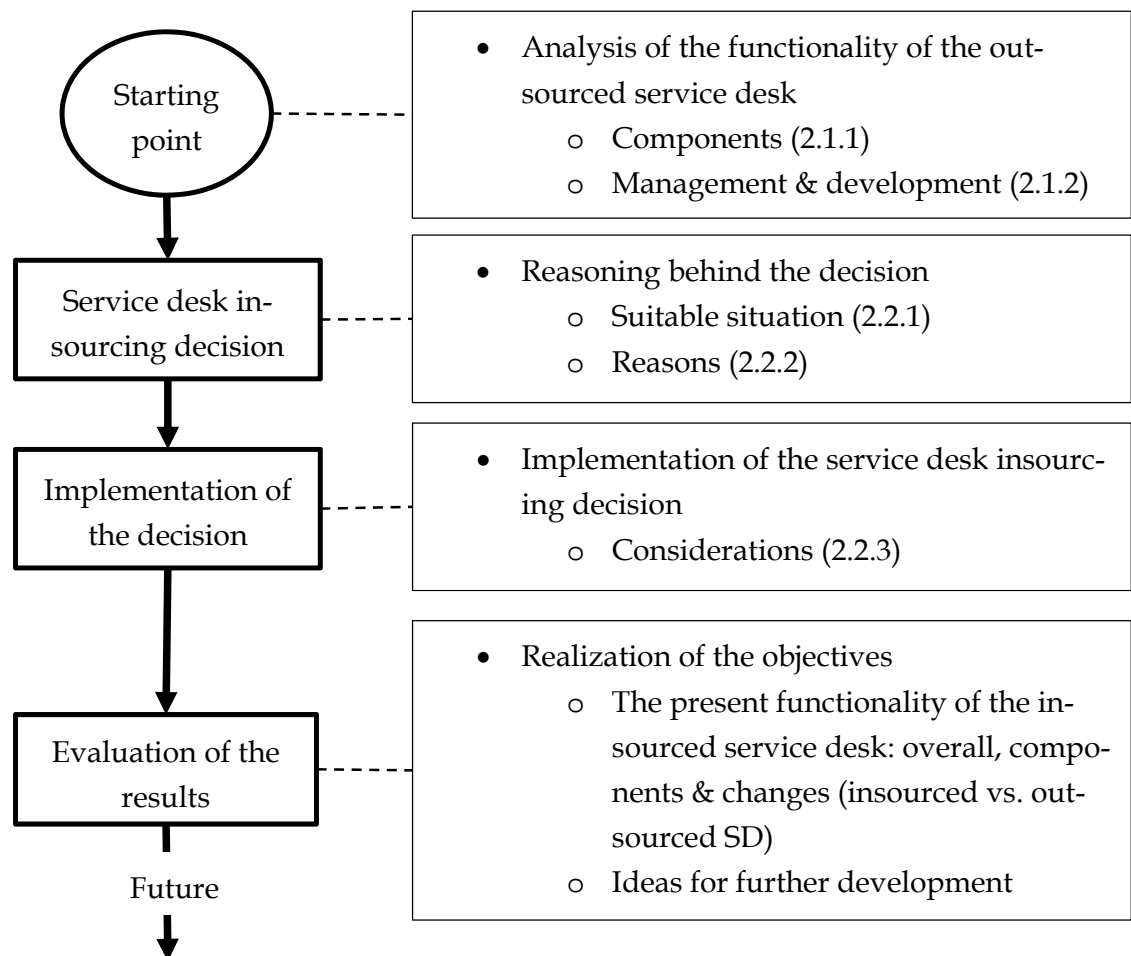 Starting
point
• Analysis of the functionality of the out-
sourced service desk
o Components (2.1.1)
o Management & development (2.1.2)
Service desk in-
sourcing decision
• Reasoning behind the decision
o Suitable situation (2.2.1)
o Reasons (2.2.2)
Implementation of
the decision
• Implementation of the service desk insourc-
ing decision
o Considerations (2.2.3)
Evaluation of the
results
• Realization of the objectives
o The present functionality of the in-
sourced service desk: overall, compo-
nents & changes (insourced vs. out-
sourced SD)
o Ideas for further development
Future